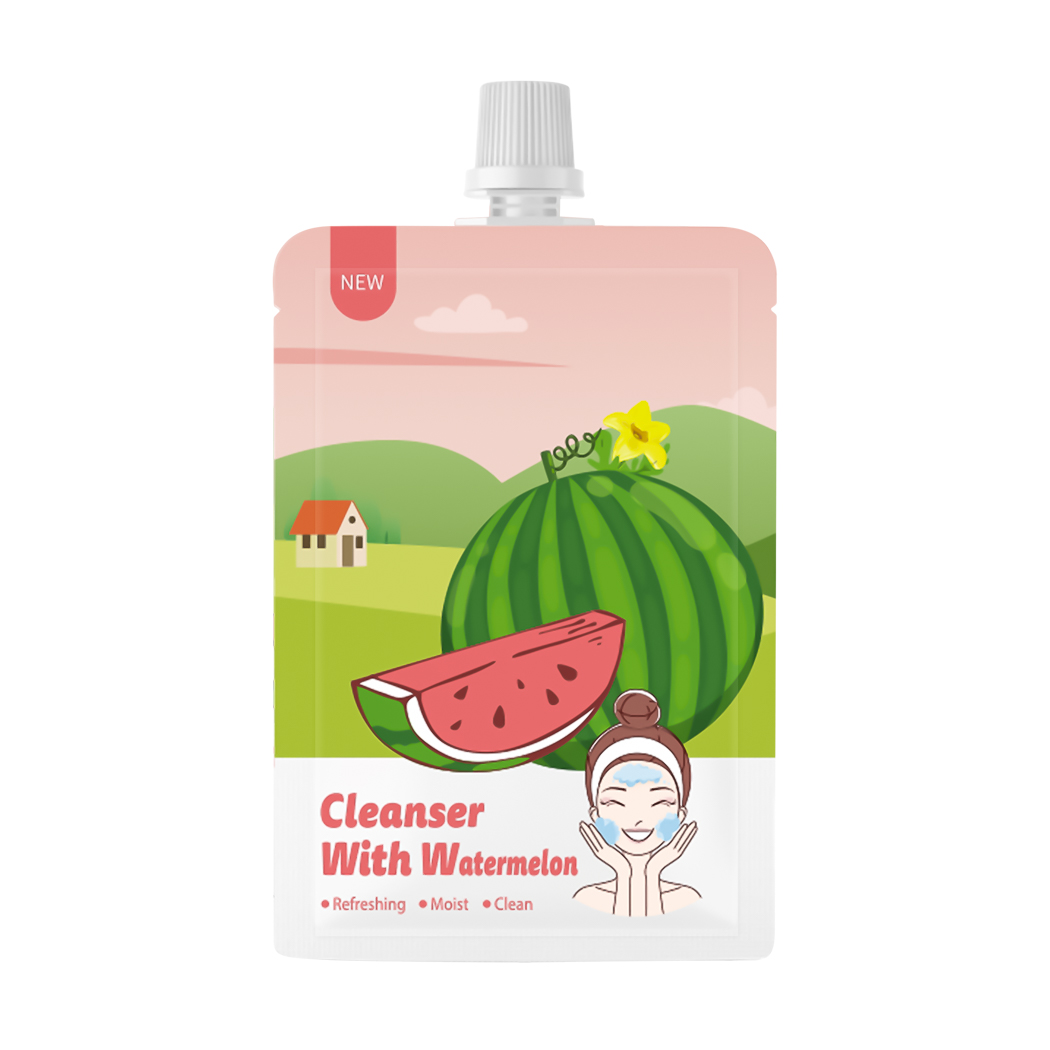 NEW
Cleanser
With Watermelon
• Refreshing • Moist • Clean